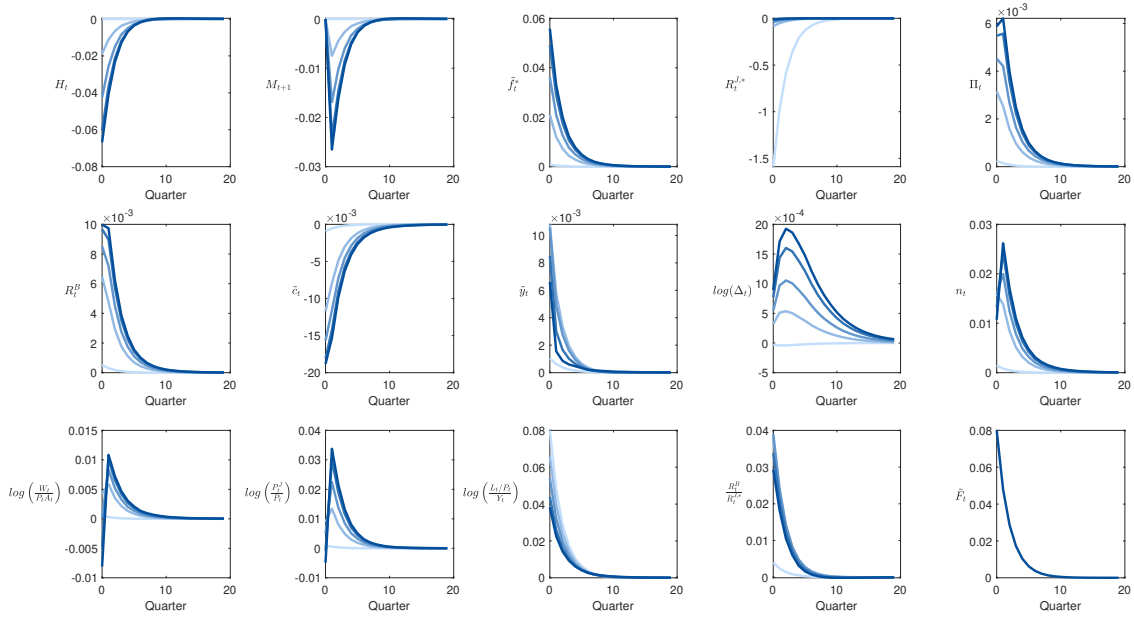 0
-0.02
-0.04
-0.06
-0.08
H_t
0 10 20
Quarter
0
-0.01
-0.02
-0.03
M_{t+1}
0 10 20
Quarter
0.06
0.04
0.02
0
\tilde{f}_t^*
0 10 20
Quarter
0
-0.5
-1
-1.5
R_t^{J,*}
0 10 20
Quarter
×10^{-3}
6
4
2
0
Π_t
0 10 20
Quarter
×10^{-3}
10
8
6
4
2
0
R_t^B
0 10 20
Quarter
×10^{-3}
0
-5
-10
-15
-20
\tilde{c}_t
0 10 20
Quarter
×10^{-3}
10
8
6
4
2
0
\tilde{y}_t
0 10 20
Quarter
×10^{-4}
20
15
10
5
0
-5
log(Δ_t)
0 10 20
Quarter
0.03
0.02
0.01
0
n_t
0 10 20
Quarter
0.015
0.01
0.005
0
-0.005
-0.01
log(\frac{W_t}{P_t A_t})
0 10 20
Quarter
0.04
0.03
0.02
0.01
0
-0.01
log(\frac{P_t^J}{P_t})
0 10 20
Quarter
0.08
0.06
0.04
0.02
0
log(\frac{L_t/P_t}{Y_t})
0 10 20
Quarter
0.04
0.03
0.02
0.01
0
\frac{R_t^B}{R_t^{J,*}}
0 10 20
Quarter
0.08
0.06
0.04
0.02
0
\tilde{F}_t
0 10 20
Quarter